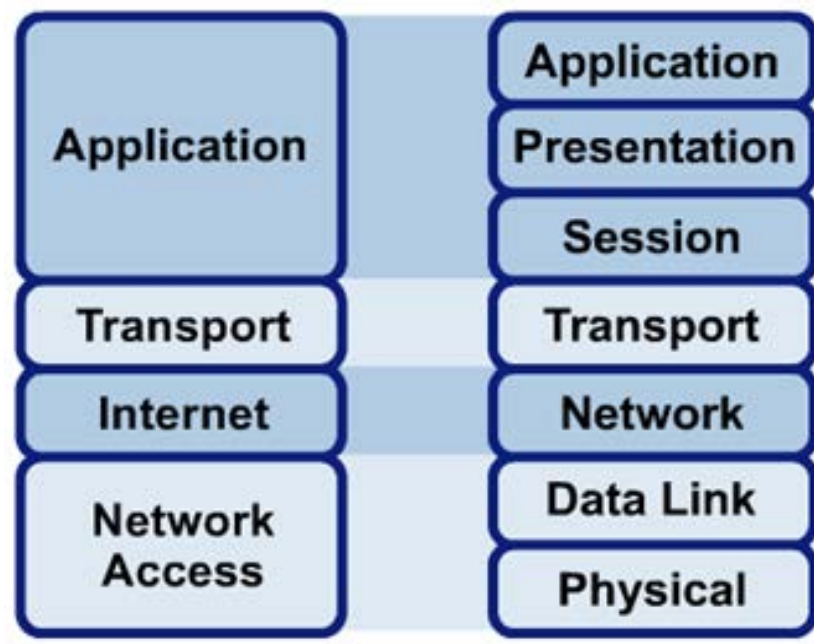 Application
Transport
Internet
Network
Access
Application
Presentation
Session
Transport
Network
Data Link
Physical